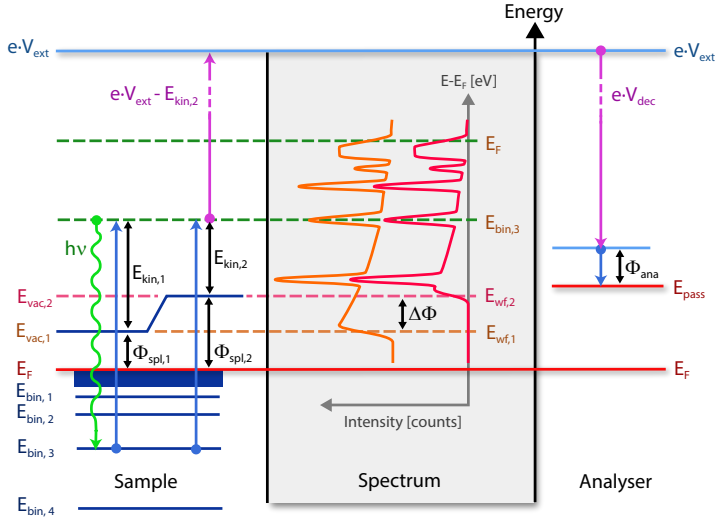 Energy
e·V_ext
e·V_ext
E-E_F [eV]
e·V_ext - E_kin,2
e·V_dec
E_F
hν
E_kin,1
E_kin,2
E_bin,3
Φ_ana
E_pass
E_vac,2
E_wf,2
ΔΦ
E_vac,1
E_wf,1
Φ_spl,1
Φ_spl,2
E_F
E_F
E_bin,1
E_bin,2
Intensity [counts]
E_bin,3
Sample
Spectrum
Analyser
E_bin,4